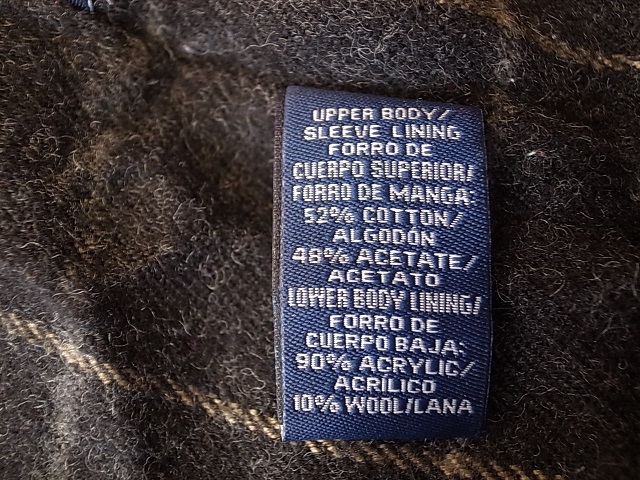 UPPER BODY/
SLEEVE LINING
FORRO DE
CUERPO SUPERIOR/
FORRO DE MANGA:
52% COTTON/
ALGODÓN
48% ACETATE/
ACETATO
LOWER BODY LINING/
FORRO DE
CUERPO BAJA:
90% ACRYLIC/
ACRÍLICO
10% WOOL/LANA